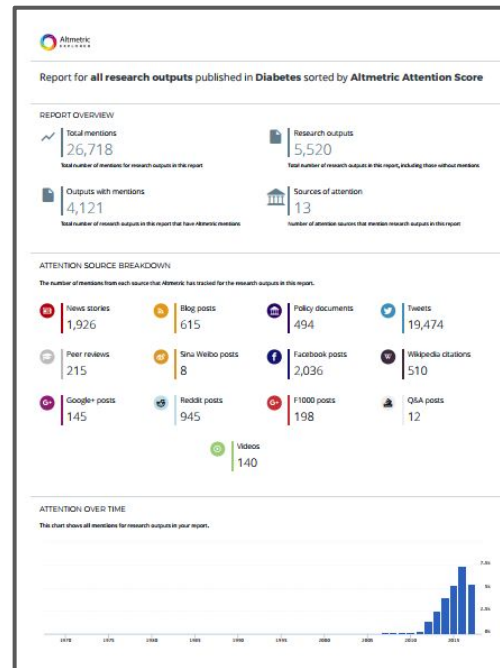 Altmetric
EXPLORER
Report for all research outputs published in Diabetes sorted by Altmetric Attention Score
REPORT OVERVIEW
Total mentions
26,718
Total number of mentions for research outputs in this report
Research outputs
5,520
Total number of research outputs in this report, including those without mentions
Outputs with mentions
4,121
Total number of research outputs in this report that have Altmetric mentions
Sources of attention
13
Number of attention sources that mention research outputs in this report
ATTENTION SOURCE BREAKDOWN
The number of mentions from each source that Altmetric has tracked for the research outputs in this report.
News stories
1,926
Blog posts
615
Policy documents
494
Tweets
19,474
Peer reviews
215
Sina Weibo posts
8
Facebook posts
2,036
Wikipedia citations
510
Google+ posts
145
Reddit posts
945
F1000 posts
198
Q&A posts
12
Videos
140
ATTENTION OVER TIME
This chart shows all mentions for research outputs in your report.
7.5k
5k
2.5k
0k
1970 1975 1980 1985 1990 1995 2000 2005 2010 2015